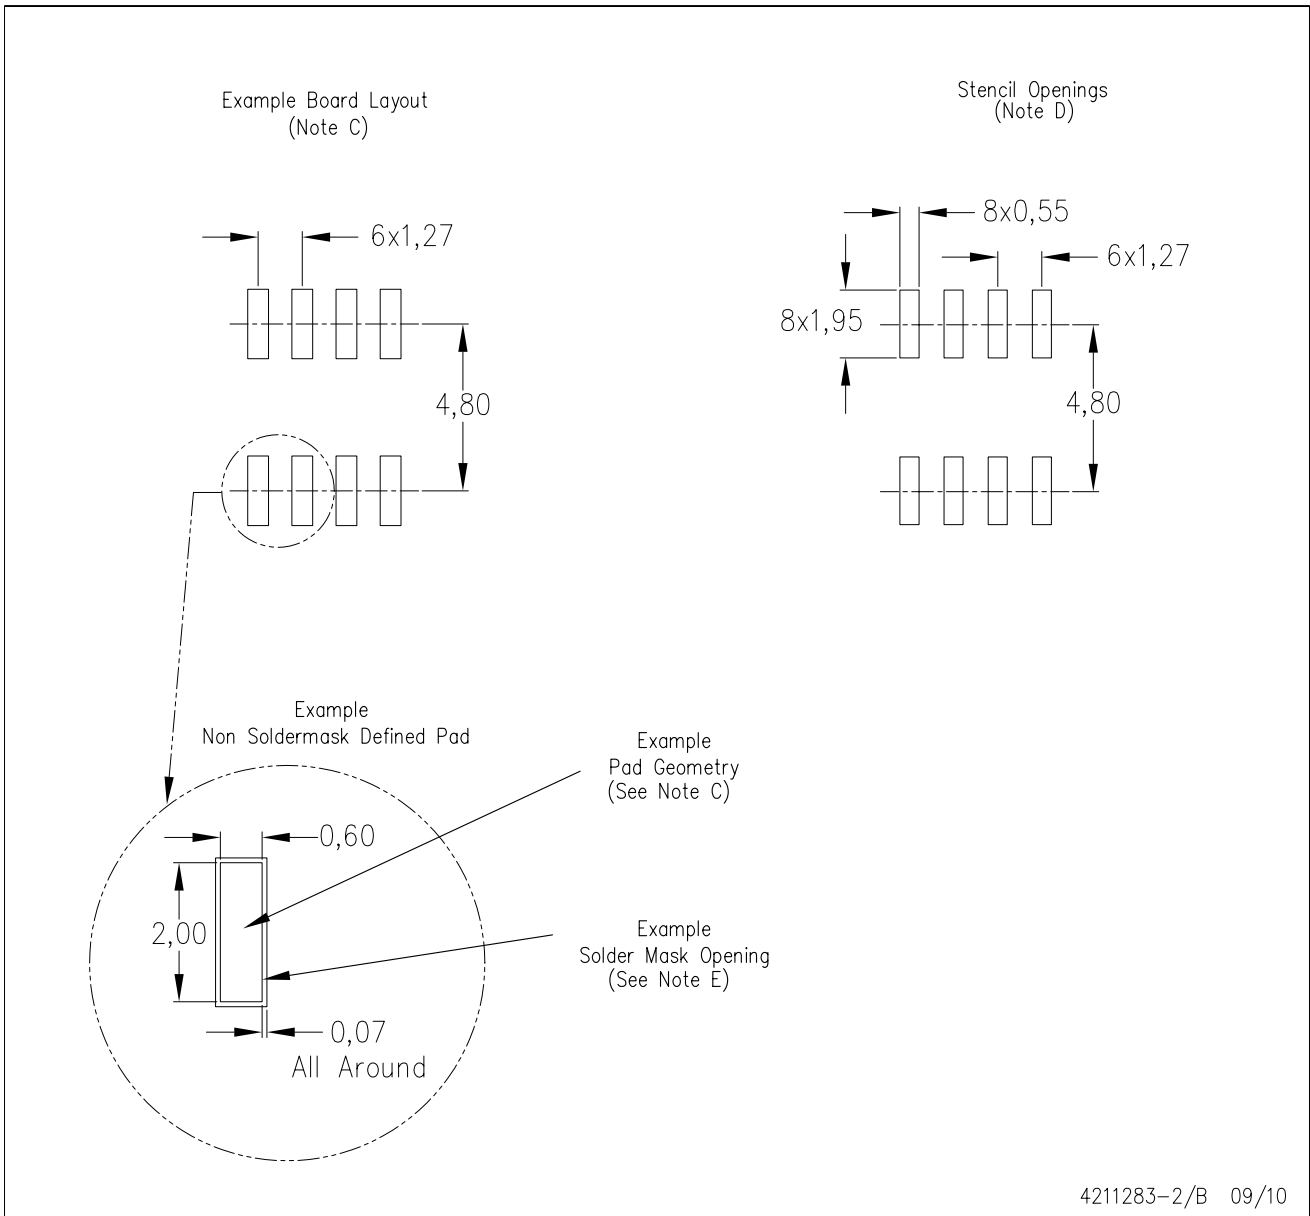 Example Board Layout
(Note C)
Stencil Openings
(Note D)
6x1,27
4,80
8x0,55
6x1,27
8x1,95
4,80
Example
Non Soldermask Defined Pad
Example
Pad Geometry
(See Note C)
0,60
2,00
Example
Solder Mask Opening
(See Note E)
0,07
All Around
4211283-2/B 09/10